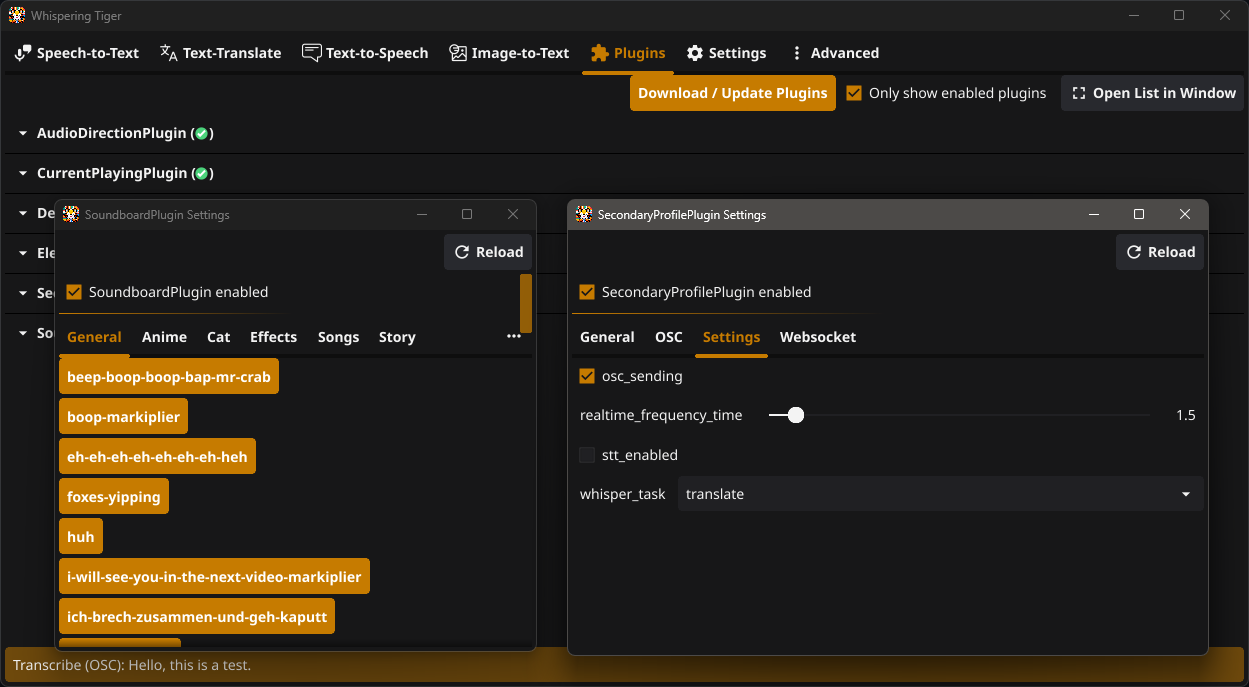 Whispering Tiger
Speech-to-Text Text-Translate Text-to-Speech Image-to-Text Plugins Settings Advanced
Download / Update Plugins Only show enabled plugins Open List in Window
AudioDirectionPlugin (✅)
CurrentPlayingPlugin (✅)
De
Ele
Se
So
SoundboardPlugin Settings
Reload
SoundboardPlugin enabled
General Anime Cat Effects Songs Story ...
beep-boop-boop-bap-mr-crab
boop-markiplier
eh-eh-eh-eh-eh-eh-eh-heh
foxes-yipping
huh
i-will-see-you-in-the-next-video-markiplier
ich-brech-zusammen-und-geh-kaputt
SecondaryProfilePlugin Settings
Reload
SecondaryProfilePlugin enabled
General OSC Settings Websocket
osc_sending
realtime_frequency_time 1.5
stt_enabled
whisper_task translate
Transcribe (OSC): Hello, this is a test.